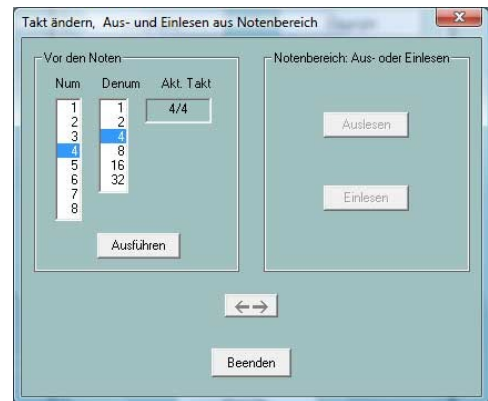 Takt ändern, Aus- und Einlesen aus Notenbereich
Vor den Noten
Num Denum Akt. Takt
1 1 4/4
2 2
3 4
4 8
5 16
6 32
7
8
Ausführen
Notenbereich: Aus- oder Einlesen
Auslesen
Einlesen
Beenden